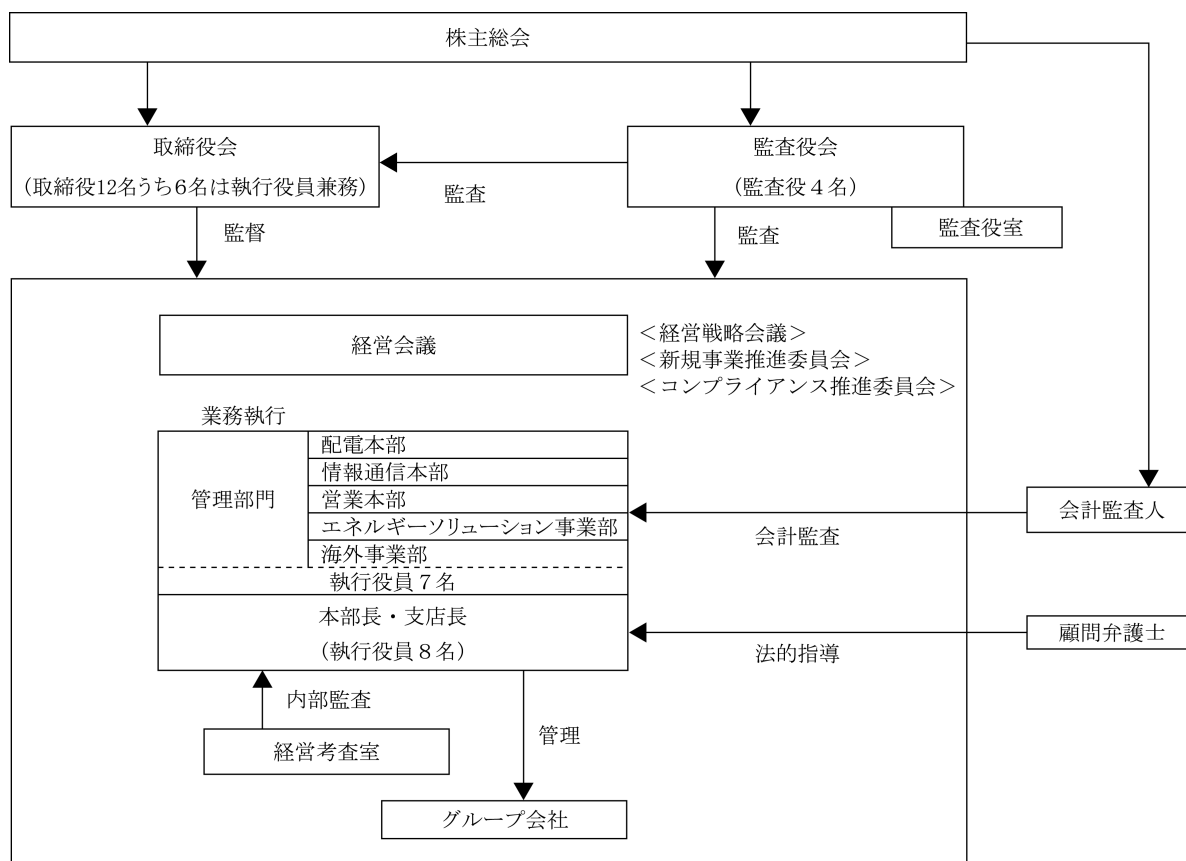 株主総会
取締役会
(取締役12名うち6名は執行役員兼務)
監査
監査役会
(監査役4名)
監査役室
監督
監査
経営会議
<経営戦略会議>
<新規事業推進委員会>
<コンプライアンス推進委員会>
業務執行
管理部門
配電本部
情報通信本部
営業本部
エネルギーソリューション事業部
海外事業部
執行役員7名
本部長・支店長
(執行役員8名)
会計監査
会計監査人
法的指導
顧問弁護士
内部監査
経営考査室
管理
グループ会社